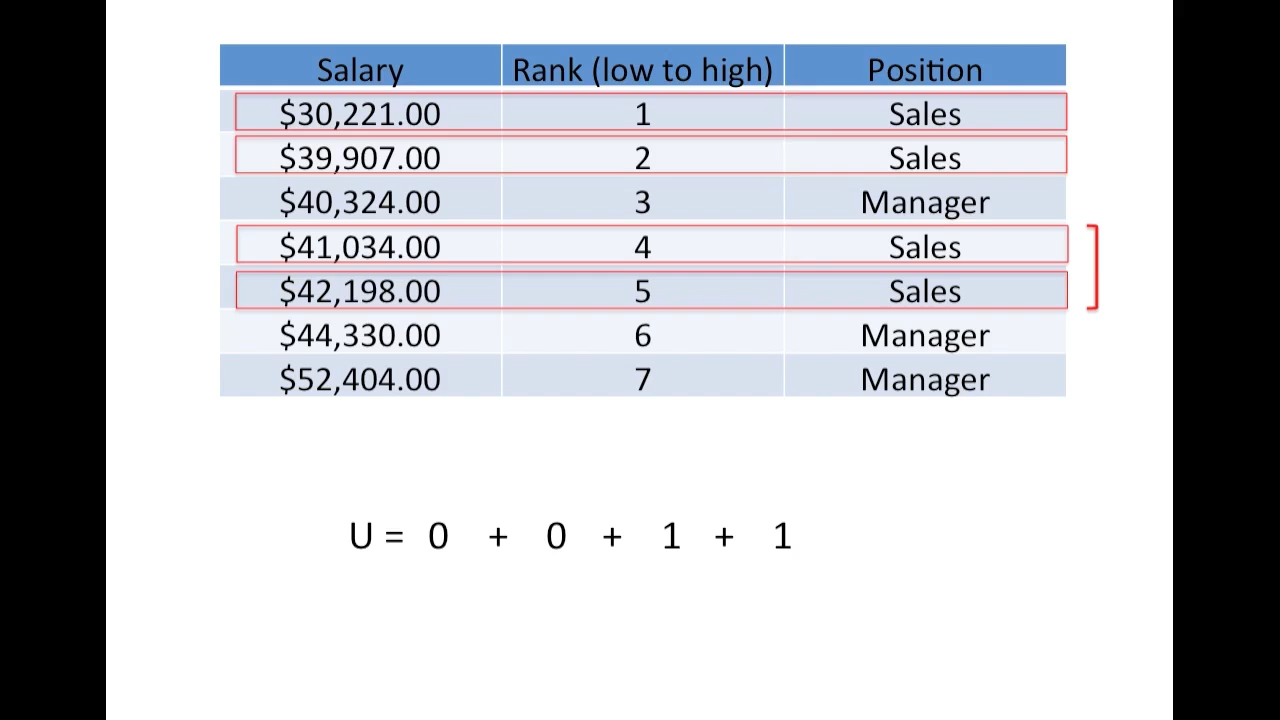 Salary Rank (low to high) Position
$30,221.00 1 Sales
$39,907.00 2 Sales
$40,324.00 3 Manager
$41,034.00 4 Sales
$42,198.00 5 Sales
$44,330.00 6 Manager
$52,404.00 7 Manager
U = 0 + 0 + 1 + 1